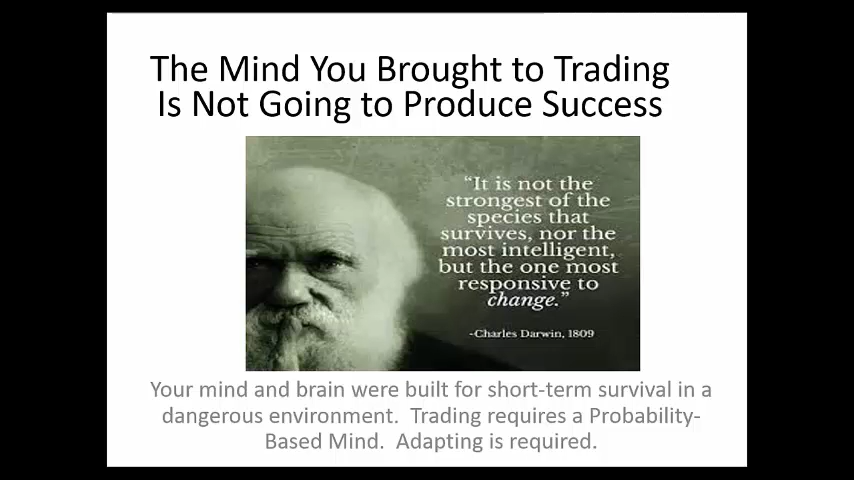 The Mind You Brought to Trading
Is Not Going to Produce Success
“It is not the
strongest of the
species that
survives, nor the
most intelligent,
but the one most
responsive to
change.”
-Charles Darwin, 1809
Your mind and brain were built for short-term survival in a
dangerous environment.  Trading requires a Probability-
Based Mind.  Adapting is required.